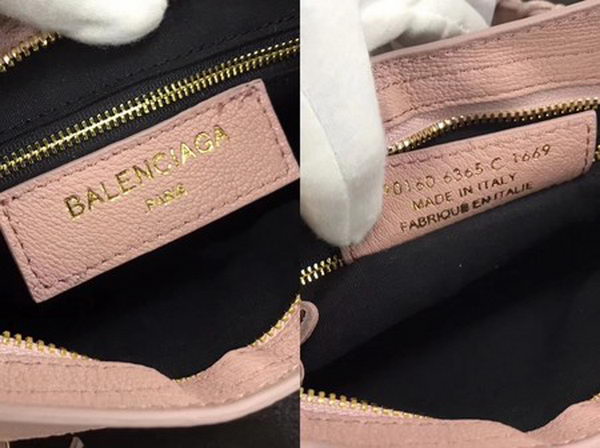 BALENCIAGA
PARIS
90160 6365 C 1669
MADE IN ITALY
FABRIQUE EN ITALIE